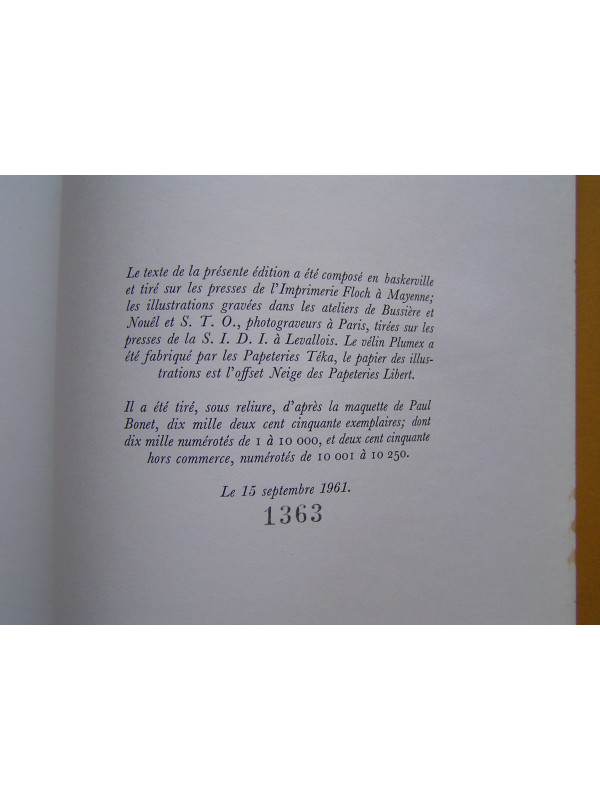 Le texte de la présente édition a été composé en baskerville
et tiré sur les presses de l'Imprimerie Floch à Mayenne;
les illustrations gravées dans les ateliers de Bussière et
Nouël et S. T. O., photograveurs à Paris, tirées sur les
presses de la S. I. D. I. à Levallois. Le vélin Plumex a
été fabriqué par les Papeteries Téka, le papier des illus-
trations est l'offset Neige des Papeteries Libert.
Il a été tiré, sous reliure, d'après la maquette de Paul
Bonet, dix mille deux cent cinquante exemplaires; dont
dix mille numérotés de 1 à 10 000, et deux cent cinquante
hors commerce, numérotés de 10 001 à 10 250.
Le 15 septembre 1961.
1363